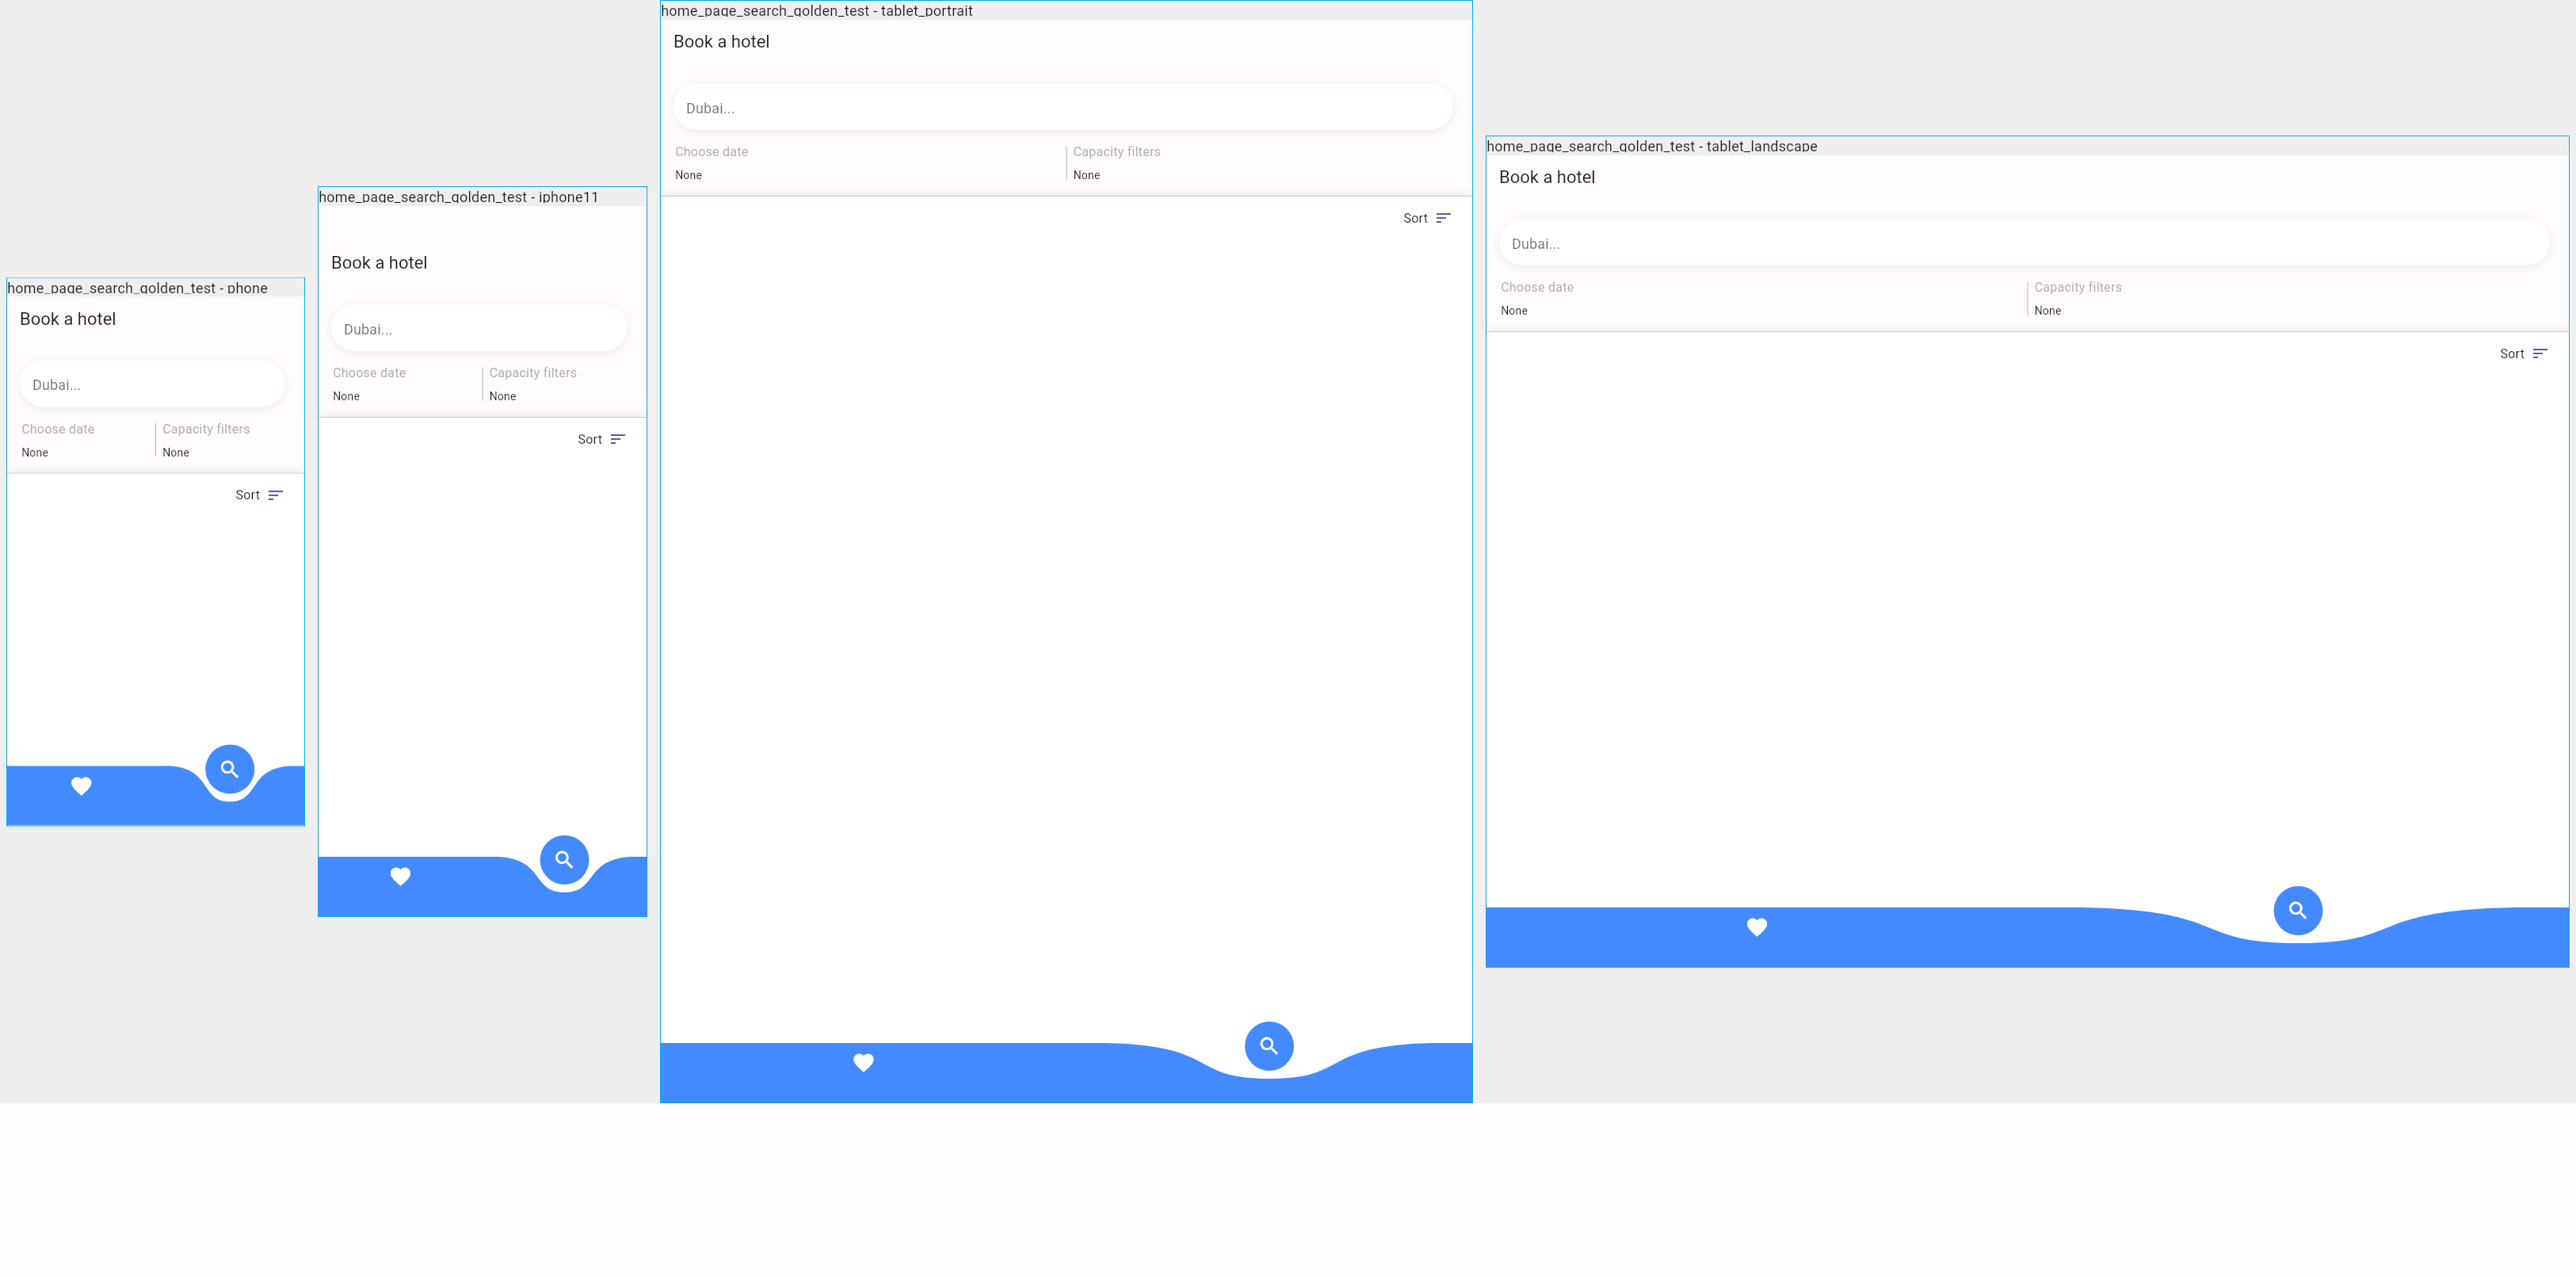 home_page_search_golden_test - phone
Book a hotel
Dubai...
Choose date
Capacity filters
None
None
Sort
home_page_search_golden_test - iphone11
Book a hotel
Dubai...
Choose date
Capacity filters
None
None
Sort
home_page_search_golden_test - tablet_portrait
Book a hotel
Dubai...
Choose date
Capacity filters
None
None
Sort
home_page_search_golden_test - tablet_landscape
Book a hotel
Dubai...
Choose date
Capacity filters
None
None
Sort